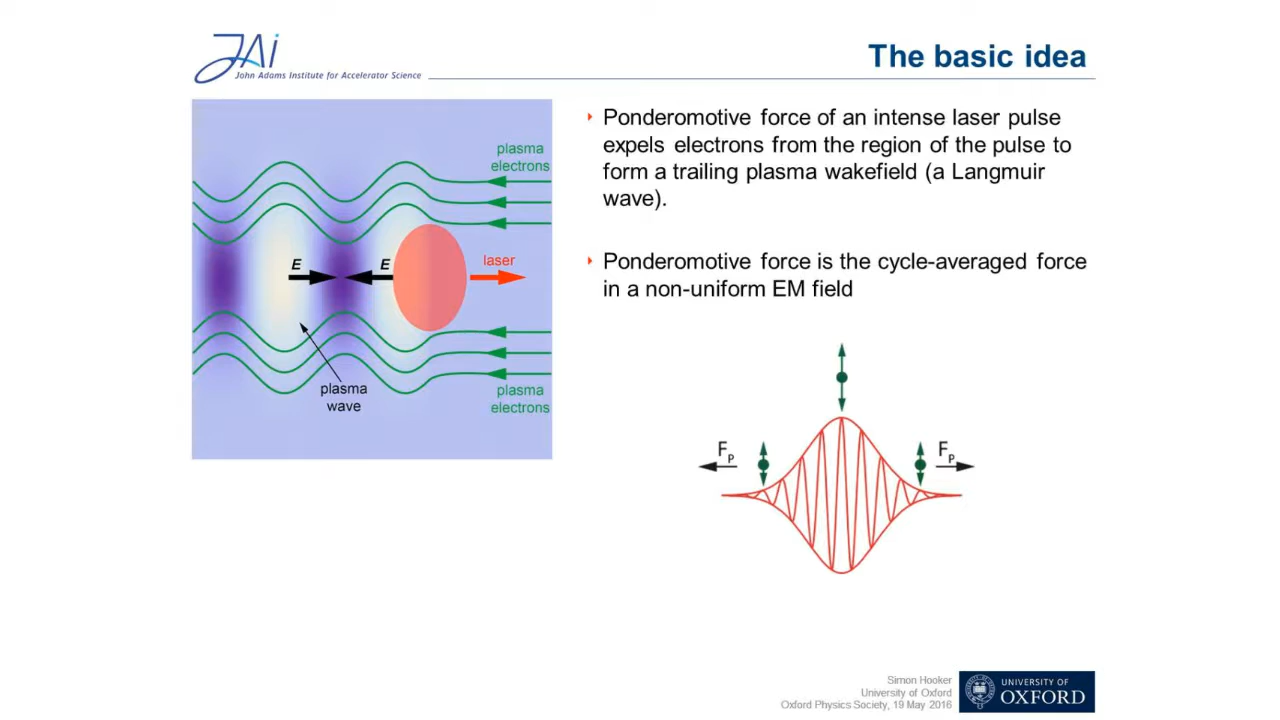 JAi
John Adams Institute for Accelerator Science
The basic idea
plasma
electrons
E
E
laser
plasma
wave
plasma
electrons
Ponderomotive force of an intense laser pulse
expels electrons from the region of the pulse to
form a trailing plasma wakefield (a Langmuir
wave).
Ponderomotive force is the cycle-averaged force
in a non-uniform EM field
Fp
Fp
Simon Hooker
University of Oxford
Oxford Physics Society, 19 May 2016
UNIVERSITY OF
OXFORD